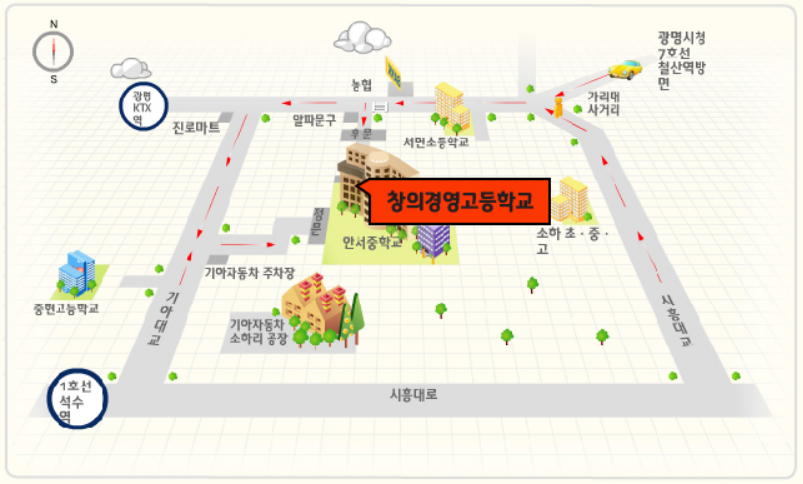 N
S
광명시청
7호선
철산역방
면
광명
KTX
역
농협
가리대
사거리
진로마트
알파문구
후문
서면초등학교
창의경영고등학교
정문
안서중학교
소하 초·중·
고
기아자동차 주차장
중현고등학교
기아대교
시흥대교
기아자동차
소하리 공장
1호선
석수
역
시흥대로